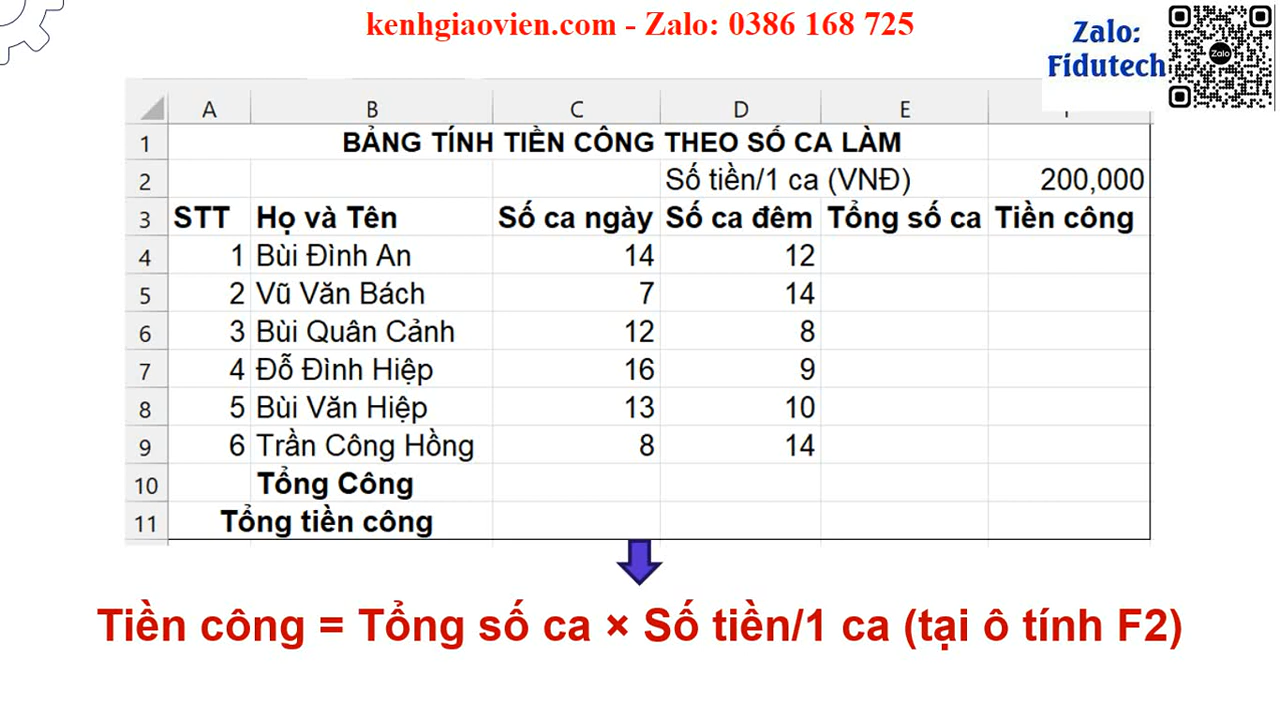 kenhgiaovien.com - Zalo: 0386 168 725
Zalo:
Fidutech
Zalo
A B C D E
1 BẢNG TÍNH TIỀN CÔNG THEO SỐ CA LÀM
2 Số tiền/1 ca (VNĐ) 200,000
3 STT Họ và Tên Số ca ngày Số ca đêm Tổng số ca Tiền công
4 1 Bùi Đình An 14 12
5 2 Vũ Văn Bách 7 14
6 3 Bùi Quân Cảnh 12 8
7 4 Đỗ Đình Hiệp 16 9
8 5 Bùi Văn Hiệp 13 10
9 6 Trần Công Hồng 8 14
10 Tổng Công
11 Tổng tiền công
Tiền công = Tổng số ca × Số tiền/1 ca (tại ô tính F2)